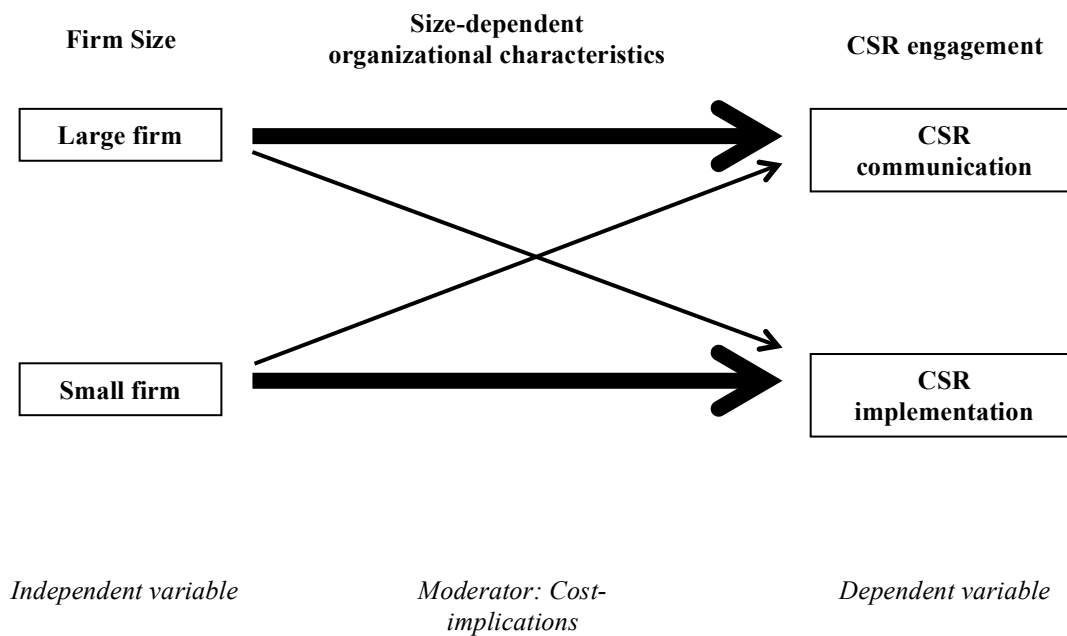 Firm Size
Size-dependent
organizational characteristics
CSR engagement
Large firm
CSR
communication
Small firm
CSR
implementation
Independent variable
Moderator: Cost-
implications
Dependent variable